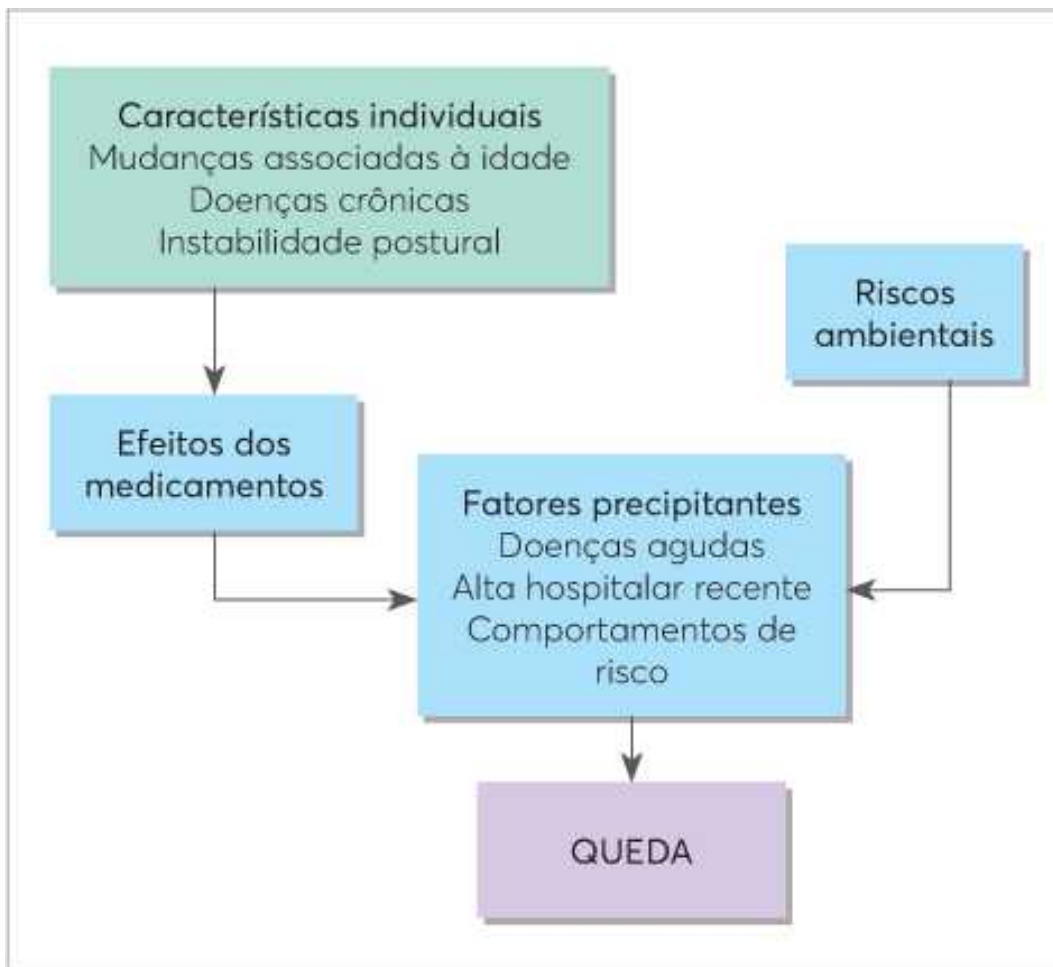 Características individuais
Mudanças associadas à idade
Doenças crônicas
Instabilidade postural
Riscos
ambientais
Efeitos dos
medicamentos
Fatores precipitantes
Doenças agudas
Alta hospitalar recente
Comportamentos de
risco
QUEDA